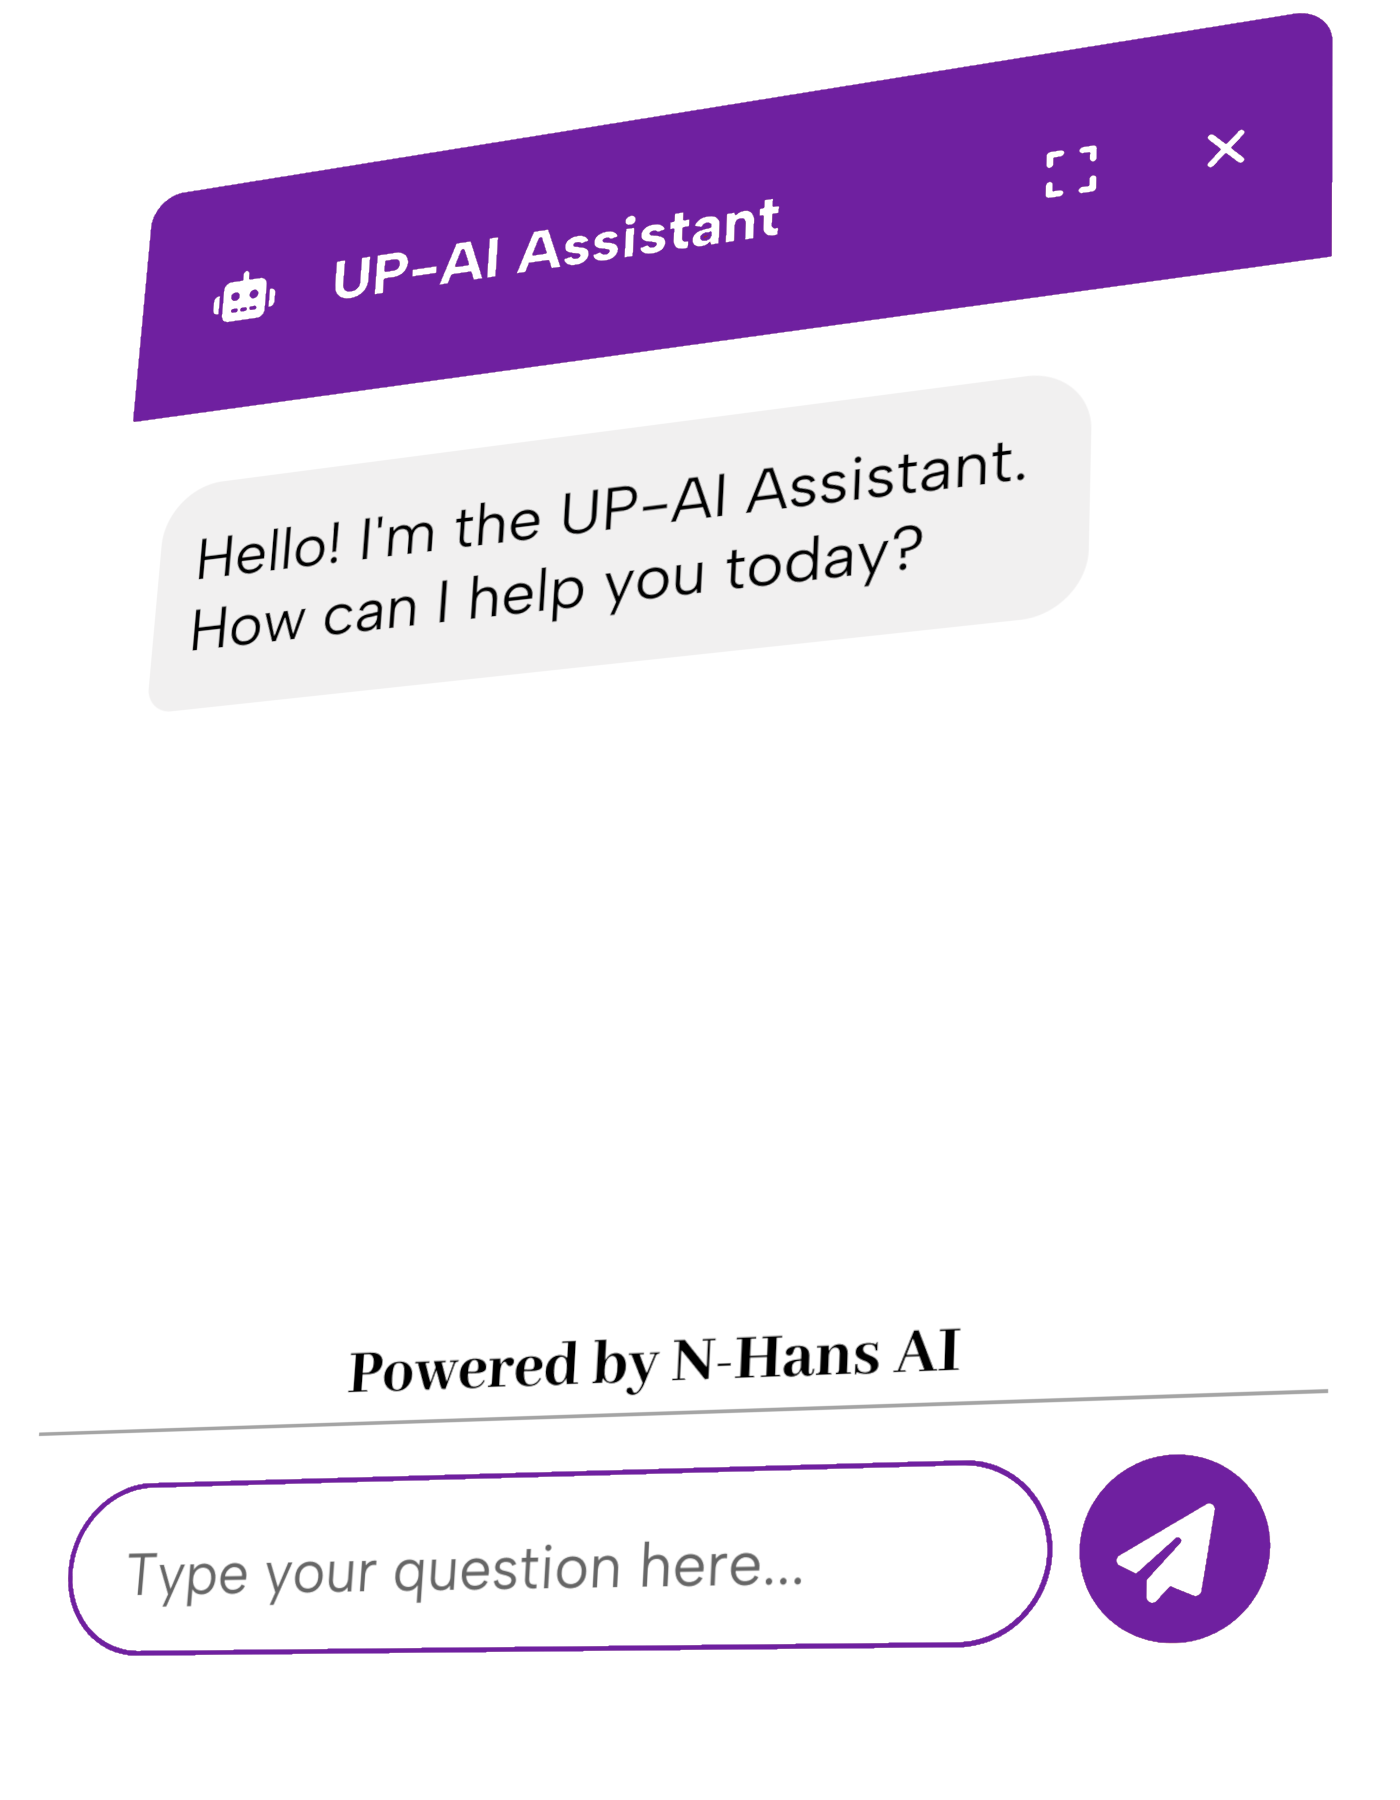 UP-AI Assistant
Hello! I'm the UP-AI Assistant.
How can I help you today?
Powered by N-Hans AI
Type your question here...